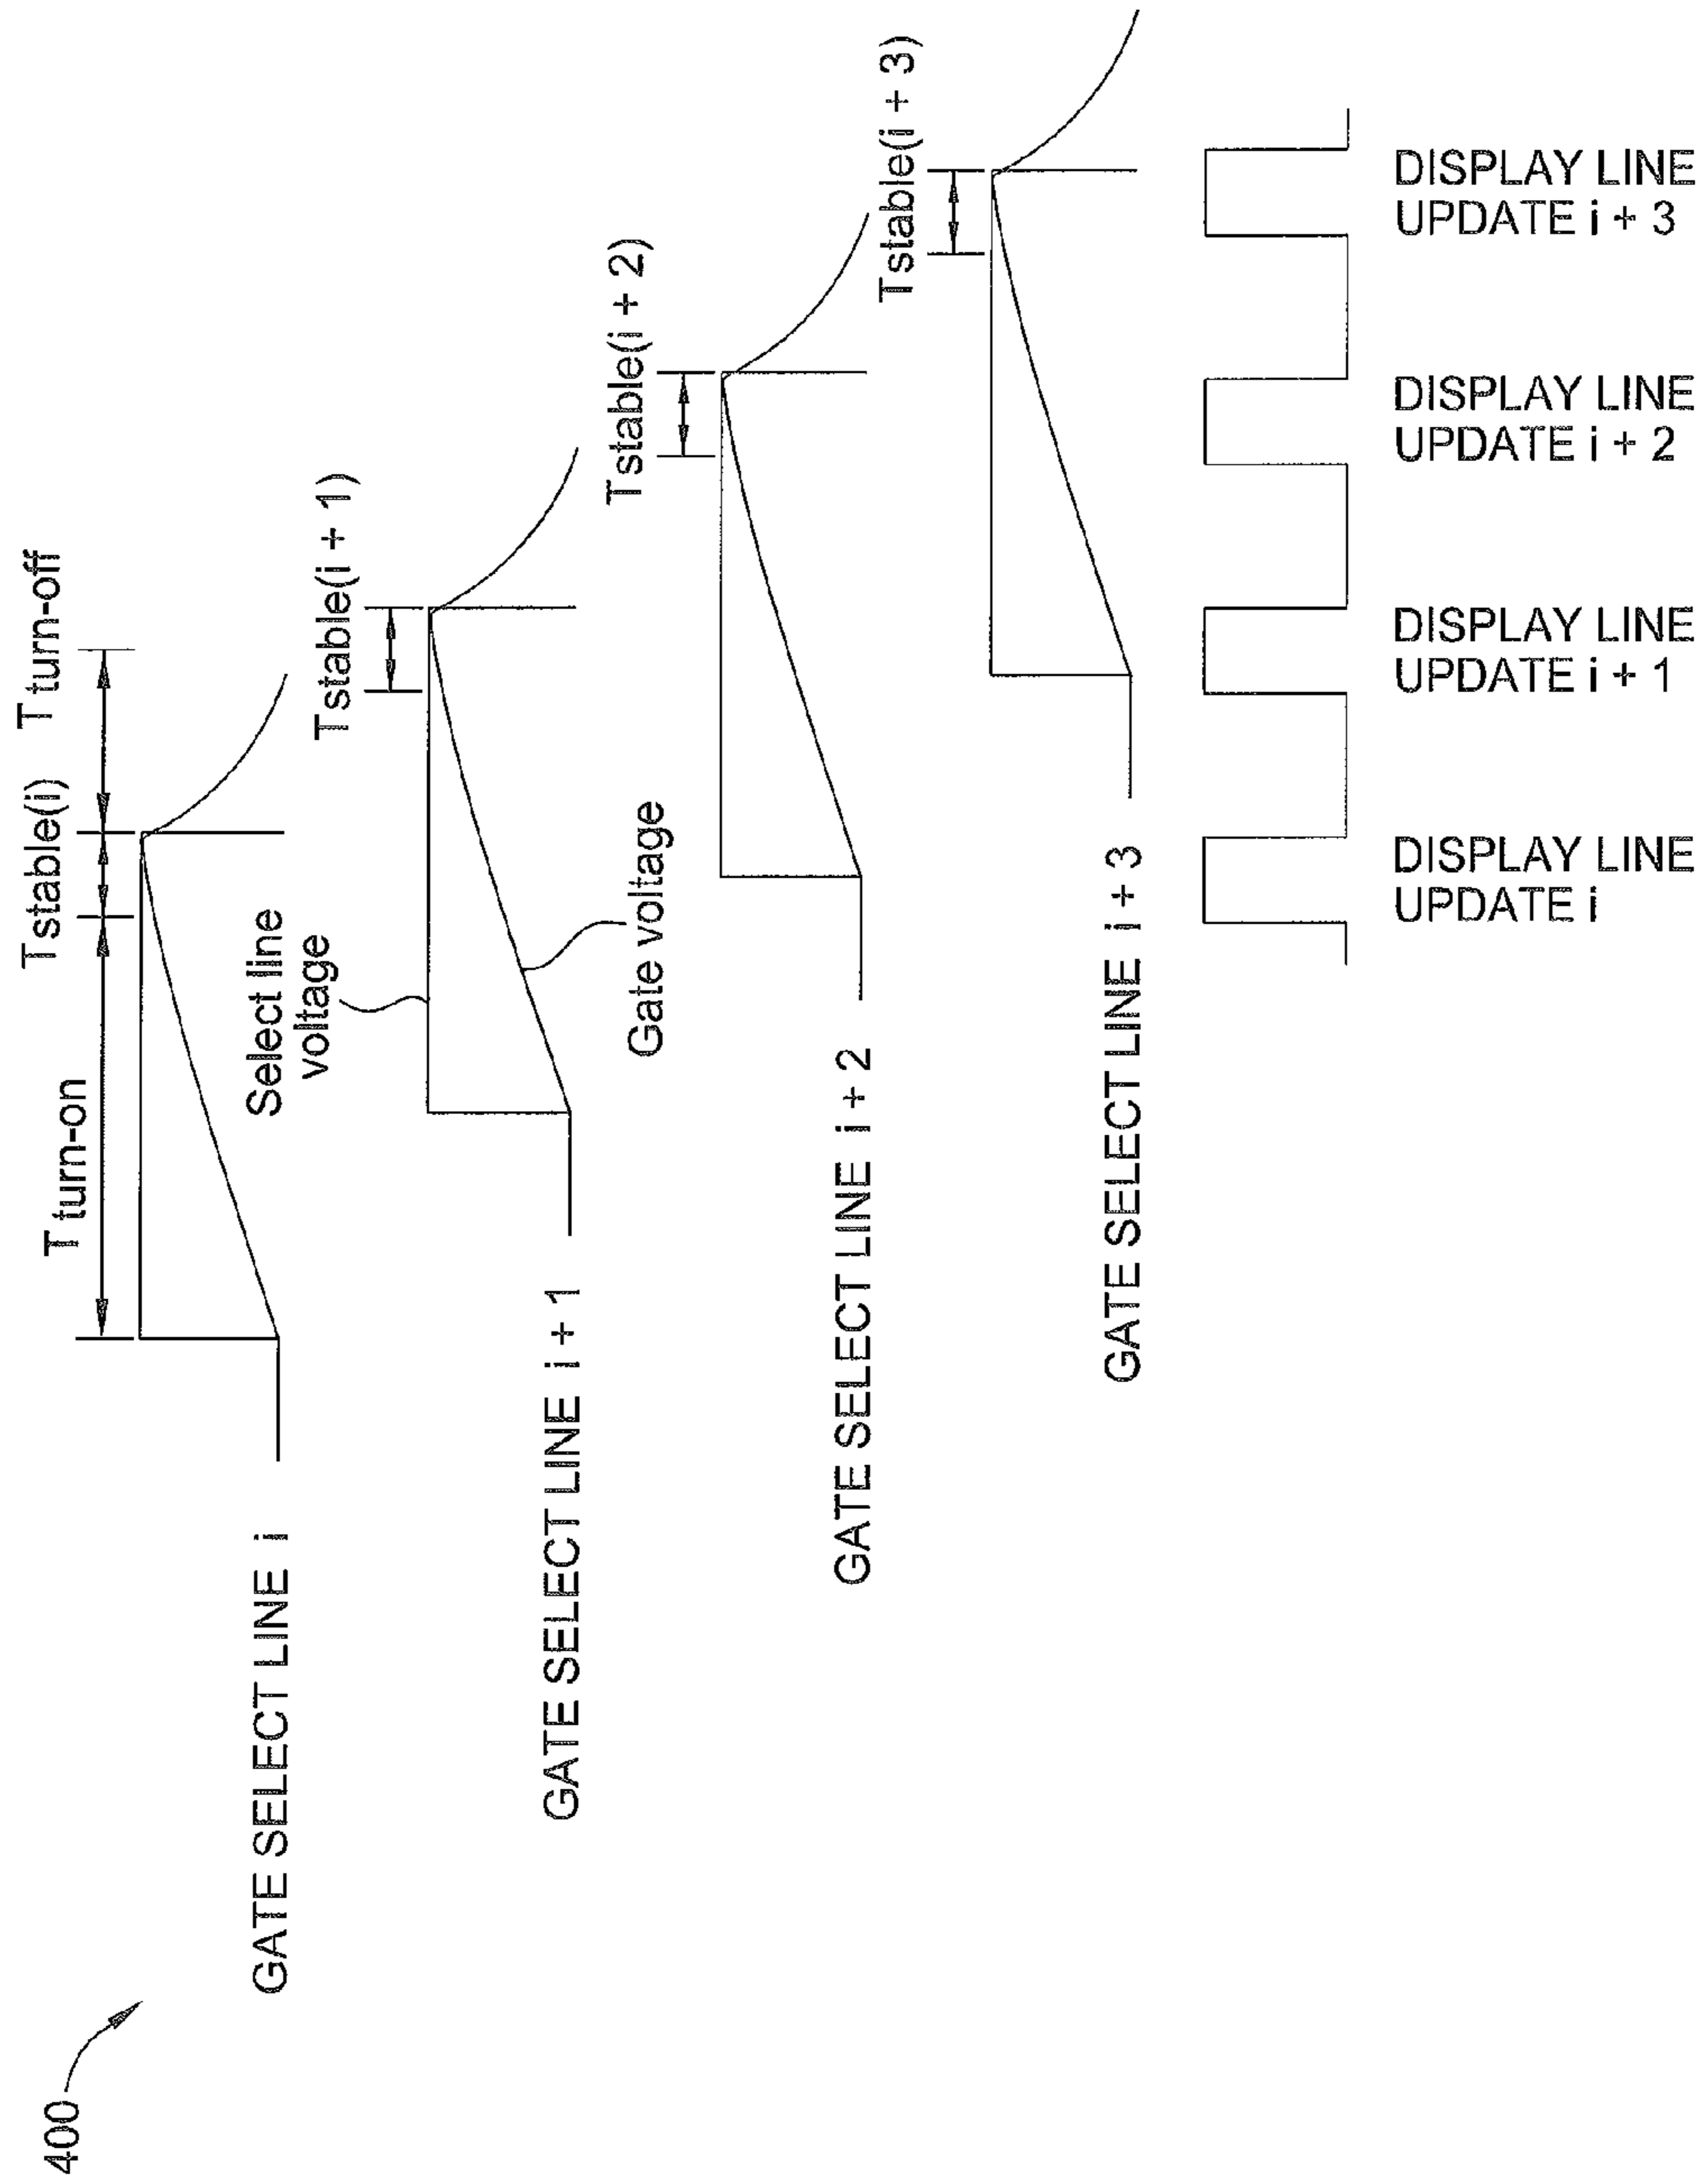 400
T turn-on
Tstable(i)
T turn-off
GATE SELECT LINE i
Select line
voltage
Tstable(i + 1)
GATE SELECT LINE i + 1
Gate voltage
Tstable(i + 2)
GATE SELECT LINE i + 2
Tstable(i + 3)
GATE SELECT LINE i + 3
DISPLAY LINE
UPDATE i
DISPLAY LINE
UPDATE i + 1
DISPLAY LINE
UPDATE i + 2
DISPLAY LINE
UPDATE i + 3